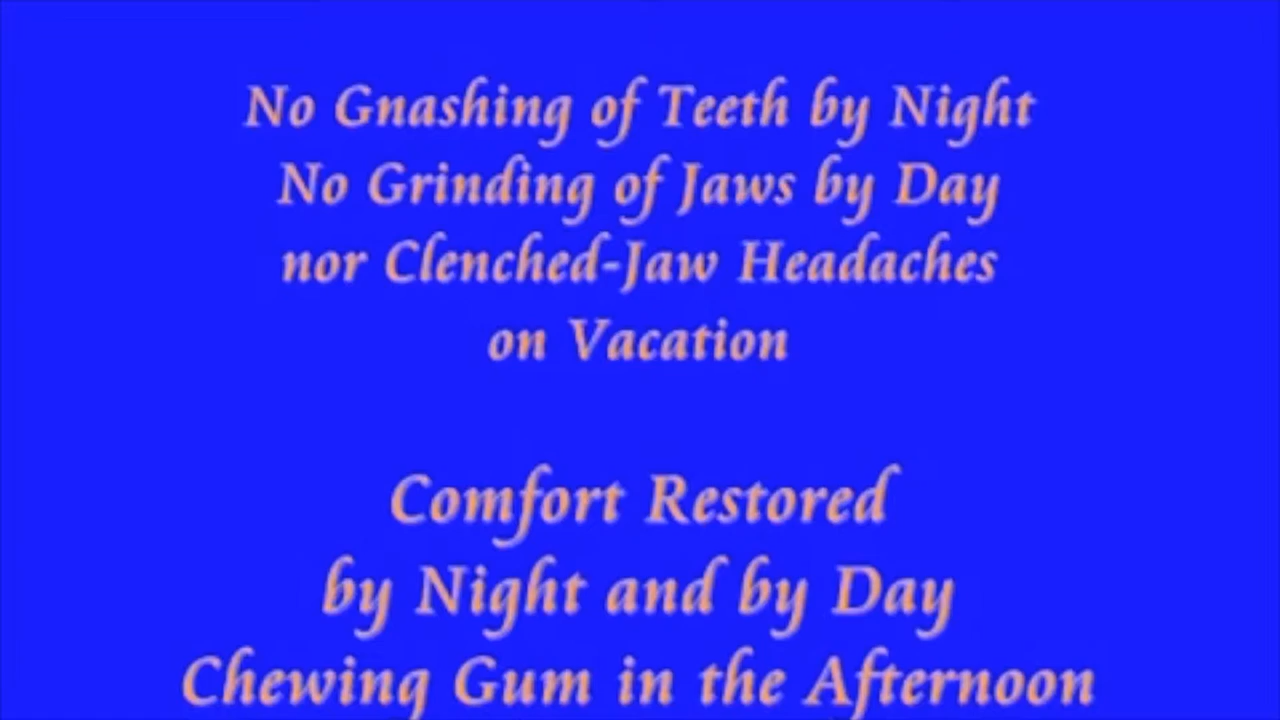 No Gnashing of Teeth by Night
No Grinding of Jaws by Day
nor Clenched-Jaw Headaches
on Vacation
Comfort Restored
by Night and by Day
Chewing Gum in the Afternoon